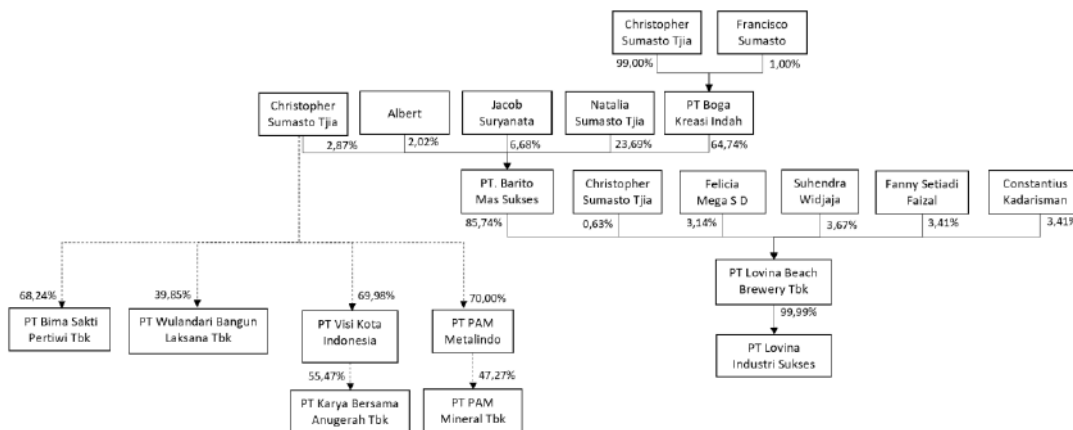 Christopher
Sumasto Tjia
Francisco
Sumasto
99,00%
1,00%
Christopher
Sumasto Tjia
Albert
Jacob
Suryanata
Natalia
Sumasto Tjia
PT Boga
Kreasi Indah
2,87%
2,02%
6,68%
23,69%
64,74%
PT. Barito
Mas Sukses
Christopher
Sumasto Tjia
Felicia
Mega S D
Suhendra
Widjaja
Fanny Setiadi
Faizal
Constantius
Kadarisman
85,74%
0,63%
3,14%
3,67%
3,41%
3,41%
PT Lovina Beach
Brewery Tbk
99,99%
PT Lovina
Industri Sukses
68,24%
39,85%
69,98%
70,00%
PT Bima Sakti
Pertiwi Tbk
PT Wulandari Bangun
Laksana Tbk
PT Visi Kota
Indonesia
PT PAM
Metalindo
55,47%
47,27%
PT Karya Bersama
Anugerah Tbk
PT PAM
Mineral Tbk